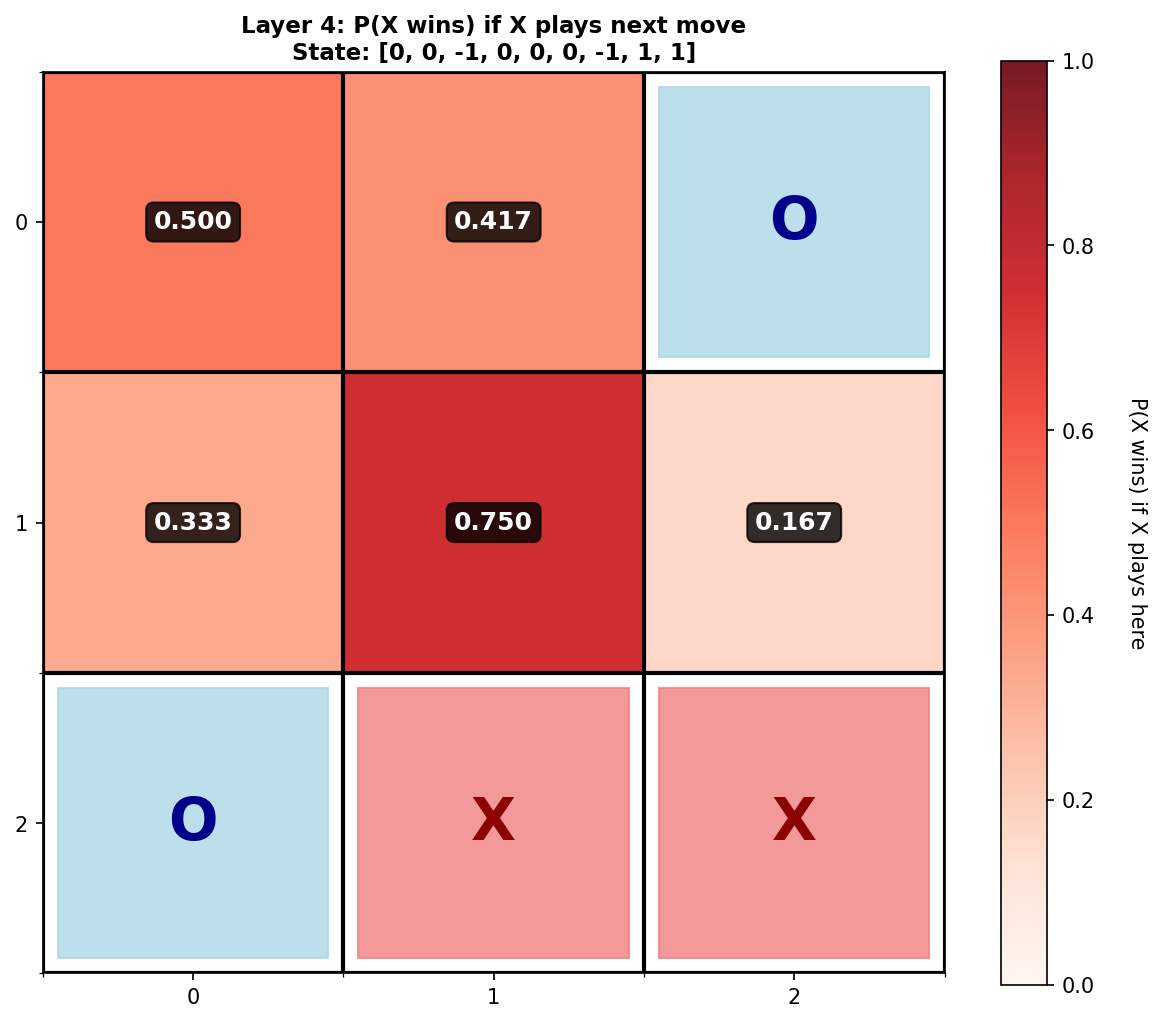 Layer 4: P(X wins) if X plays next move
State: [0, 0, -1, 0, 0, 0, -1, 1, 1]
0.500 0.417 O
0.333 0.750 0.167
O X X
0
1
2
0 1 2
1.0
0.8
0.6
0.4
0.2
0.0
P(X wins) if X plays here